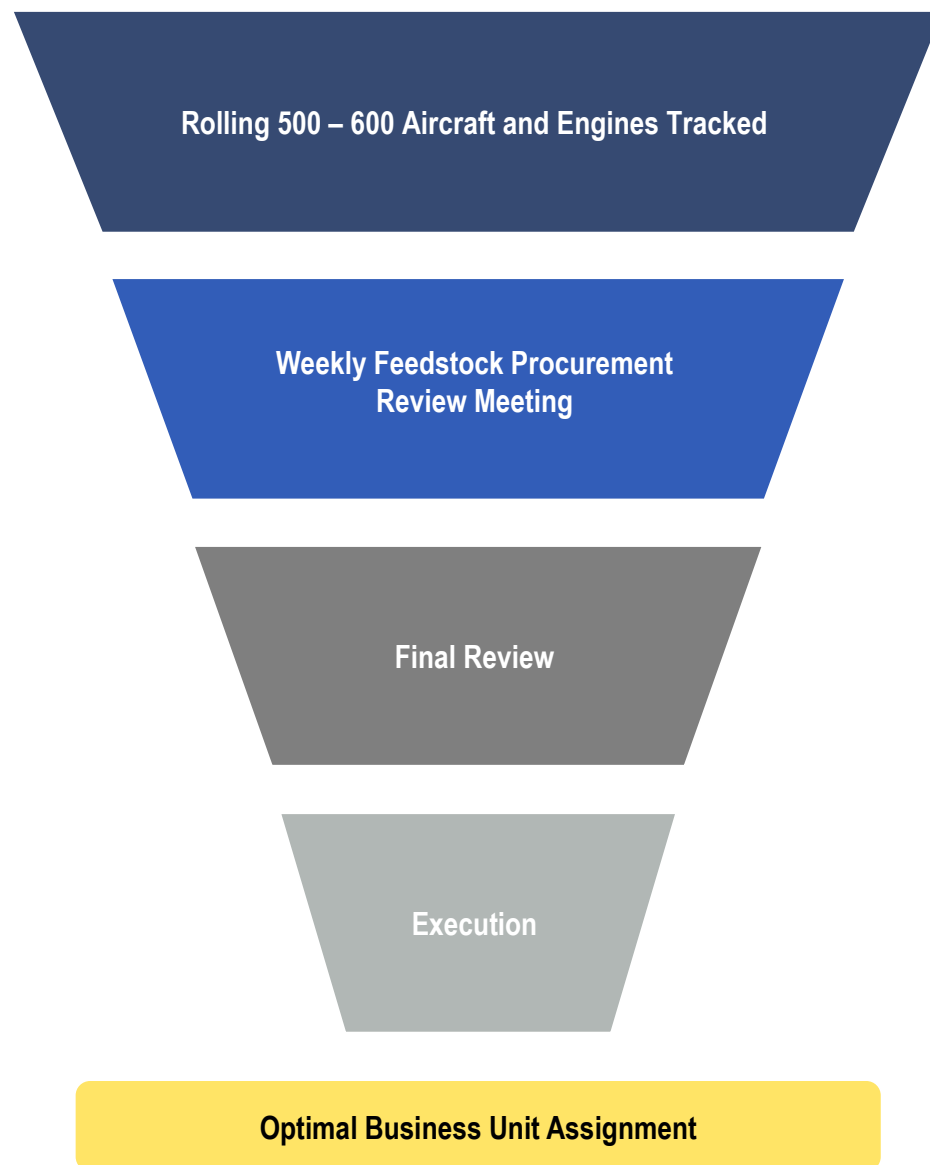 Rolling 500 – 600 Aircraft and Engines Tracked
Weekly Feedstock Procurement
Review Meeting
Final Review
Execution
Optimal Business Unit Assignment